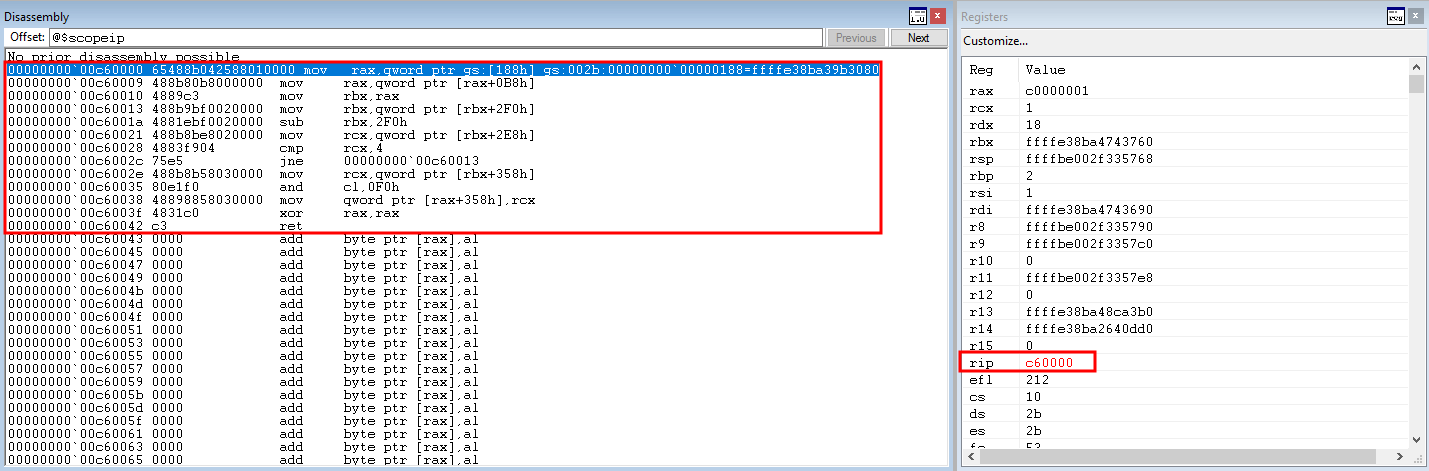 Disassembly
Offset: @$scopeip Previous Next
No prior disassembly possible
00000000`00c60000 65488b042588010000 mov rax,qword ptr gs:[188h] gs:002b:00000000`00000188=ffffe38ba39b3080
00000000`00c60009 488b80b8000000 mov rax,qword ptr [rax+0B8h]
00000000`00c60010 4889c3 mov rbx,rax
00000000`00c60013 488b9bf0020000 mov rbx,qword ptr [rbx+2F0h]
00000000`00c6001a 4881ebf0020000 sub rbx,2F0h
00000000`00c60021 488b8be8020000 mov rcx,qword ptr [rbx+2E8h]
00000000`00c60028 4883f904 cmp rcx,4
00000000`00c6002c 75e5 jne 00000000`00c60013
00000000`00c6002e 488b8b58030000 mov rcx,qword ptr [rbx+358h]
00000000`00c60035 80e1f0 and cl,0F0h
00000000`00c60038 48898858030000 mov qword ptr [rax+358h],rcx
00000000`00c6003f 4831c0 xor rax,rax
00000000`00c60042 c3 ret
00000000`00c60043 0000 add byte ptr [rax],al
00000000`00c60045 0000 add byte ptr [rax],al
00000000`00c60047 0000 add byte ptr [rax],al
00000000`00c60049 0000 add byte ptr [rax],al
00000000`00c6004b 0000 add byte ptr [rax],al
00000000`00c6004d 0000 add byte ptr [rax],al
00000000`00c6004f 0000 add byte ptr [rax],al
00000000`00c60051 0000 add byte ptr [rax],al
00000000`00c60053 0000 add byte ptr [rax],al
00000000`00c60055 0000 add byte ptr [rax],al
00000000`00c60057 0000 add byte ptr [rax],al
00000000`00c60059 0000 add byte ptr [rax],al
00000000`00c6005b 0000 add byte ptr [rax],al
00000000`00c6005d 0000 add byte ptr [rax],al
00000000`00c6005f 0000 add byte ptr [rax],al
00000000`00c60061 0000 add byte ptr [rax],al
00000000`00c60063 0000 add byte ptr [rax],al
00000000`00c60065 0000 add byte ptr [rax],al
Registers
Customize...
Reg Value
rax c0000001
rcx 1
rdx 18
rbx ffffe38ba4743760
rsp ffffbe002f335768
rbp 2
rsi 1
rdi ffffe38ba4743690
r8 ffffbe002f335790
r9 ffffbe002f3357c0
r10 0
r11 ffffbe002f3357e8
r12 0
r13 ffffe38ba48ca3b0
r14 ffffe38ba2640dd0
r15 0
rip c60000
efl 212
cs 10
ds 2b
es 2b
fs 53